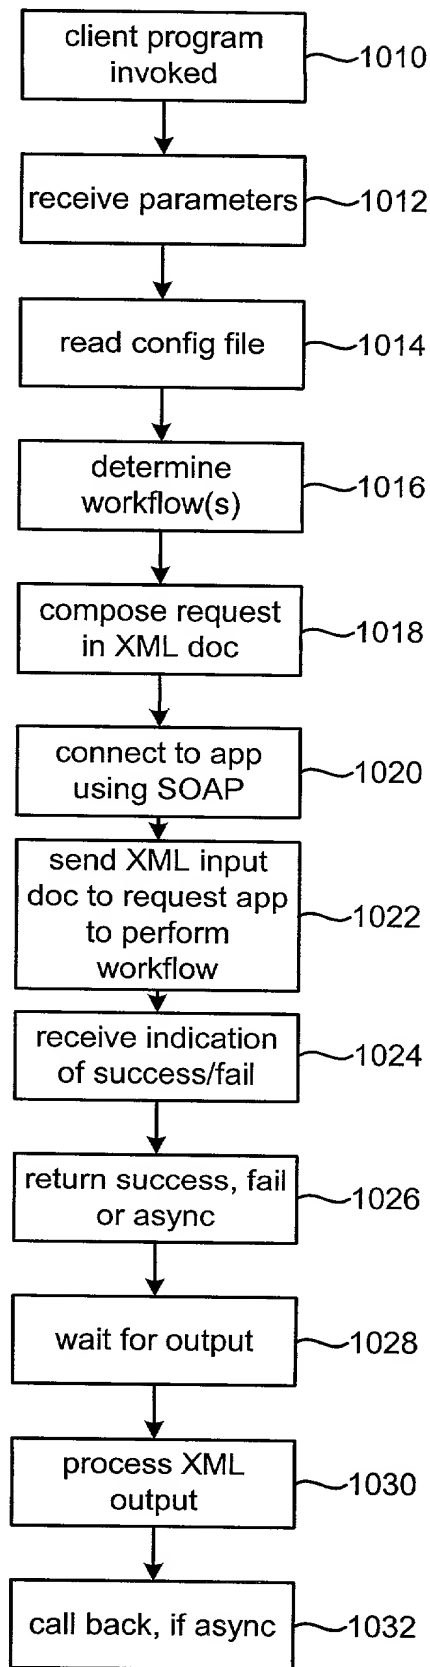 client program
invoked
1010
receive parameters
1012
read config file
1014
determine
workflow(s)
1016
compose request
in XML doc
1018
connect to app
using SOAP
1020
send XML input
doc to request app
to perform
workflow
1022
receive indication
of success/fail
1024
return success, fail
or async
1026
wait for output
1028
process XML
output
1030
call back, if async
1032